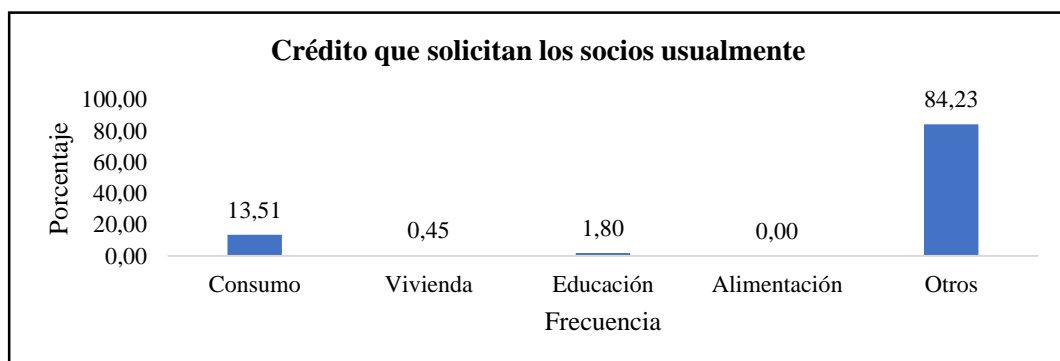 Crédito que solicitan los socios usualmente
Porcentaje
100,00
80,00
60,00
40,00
20,00
0,00
13,51
0,45
1,80
0,00
84,23
Consumo
Vivienda
Educación
Alimentación
Otros
Frecuencia